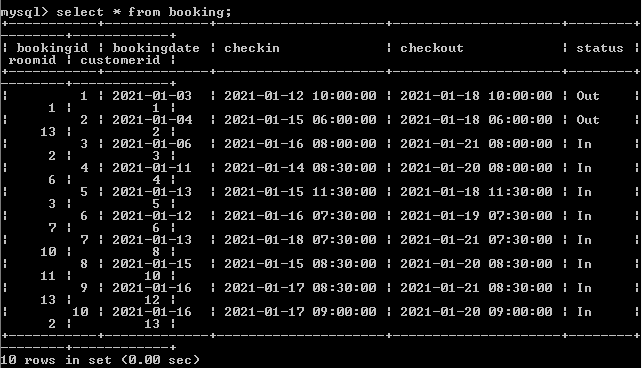 mysql> select * from booking;
+-----------+-------------+---------------------+---------------------+--------+
--------+------------+
| bookingid | bookingdate | checkin             | checkout            | status |
 roomid | customerid |
+-----------+-------------+---------------------+---------------------+--------+
--------+------------+
|         1 | 2021-01-03  | 2021-01-12 10:00:00 | 2021-01-18 10:00:00 | Out    |
      1 |          1 |
|         2 | 2021-01-04  | 2021-01-15 06:00:00 | 2021-01-18 06:00:00 | Out    |
     13 |          2 |
|         3 | 2021-01-06  | 2021-01-16 08:00:00 | 2021-01-21 08:00:00 | In     |
      2 |          3 |
|         4 | 2021-01-11  | 2021-01-14 08:30:00 | 2021-01-20 08:00:00 | In     |
      6 |          4 |
|         5 | 2021-01-13  | 2021-01-15 11:30:00 | 2021-01-18 11:30:00 | In     |
      3 |          5 |
|         6 | 2021-01-12  | 2021-01-16 07:30:00 | 2021-01-19 07:30:00 | In     |
      7 |          6 |
|         7 | 2021-01-13  | 2021-01-18 07:30:00 | 2021-01-21 07:30:00 | In     |
     10 |          8 |
|         8 | 2021-01-15  | 2021-01-15 08:30:00 | 2021-01-20 08:30:00 | In     |
     11 |         10 |
|         9 | 2021-01-16  | 2021-01-17 08:30:00 | 2021-01-21 08:30:00 | In     |
     13 |         12 |
|        10 | 2021-01-16  | 2021-01-17 09:00:00 | 2021-01-20 09:00:00 | In     |
      2 |         13 |
+-----------+-------------+---------------------+---------------------+--------+
--------+------------+
10 rows in set (0.00 sec)